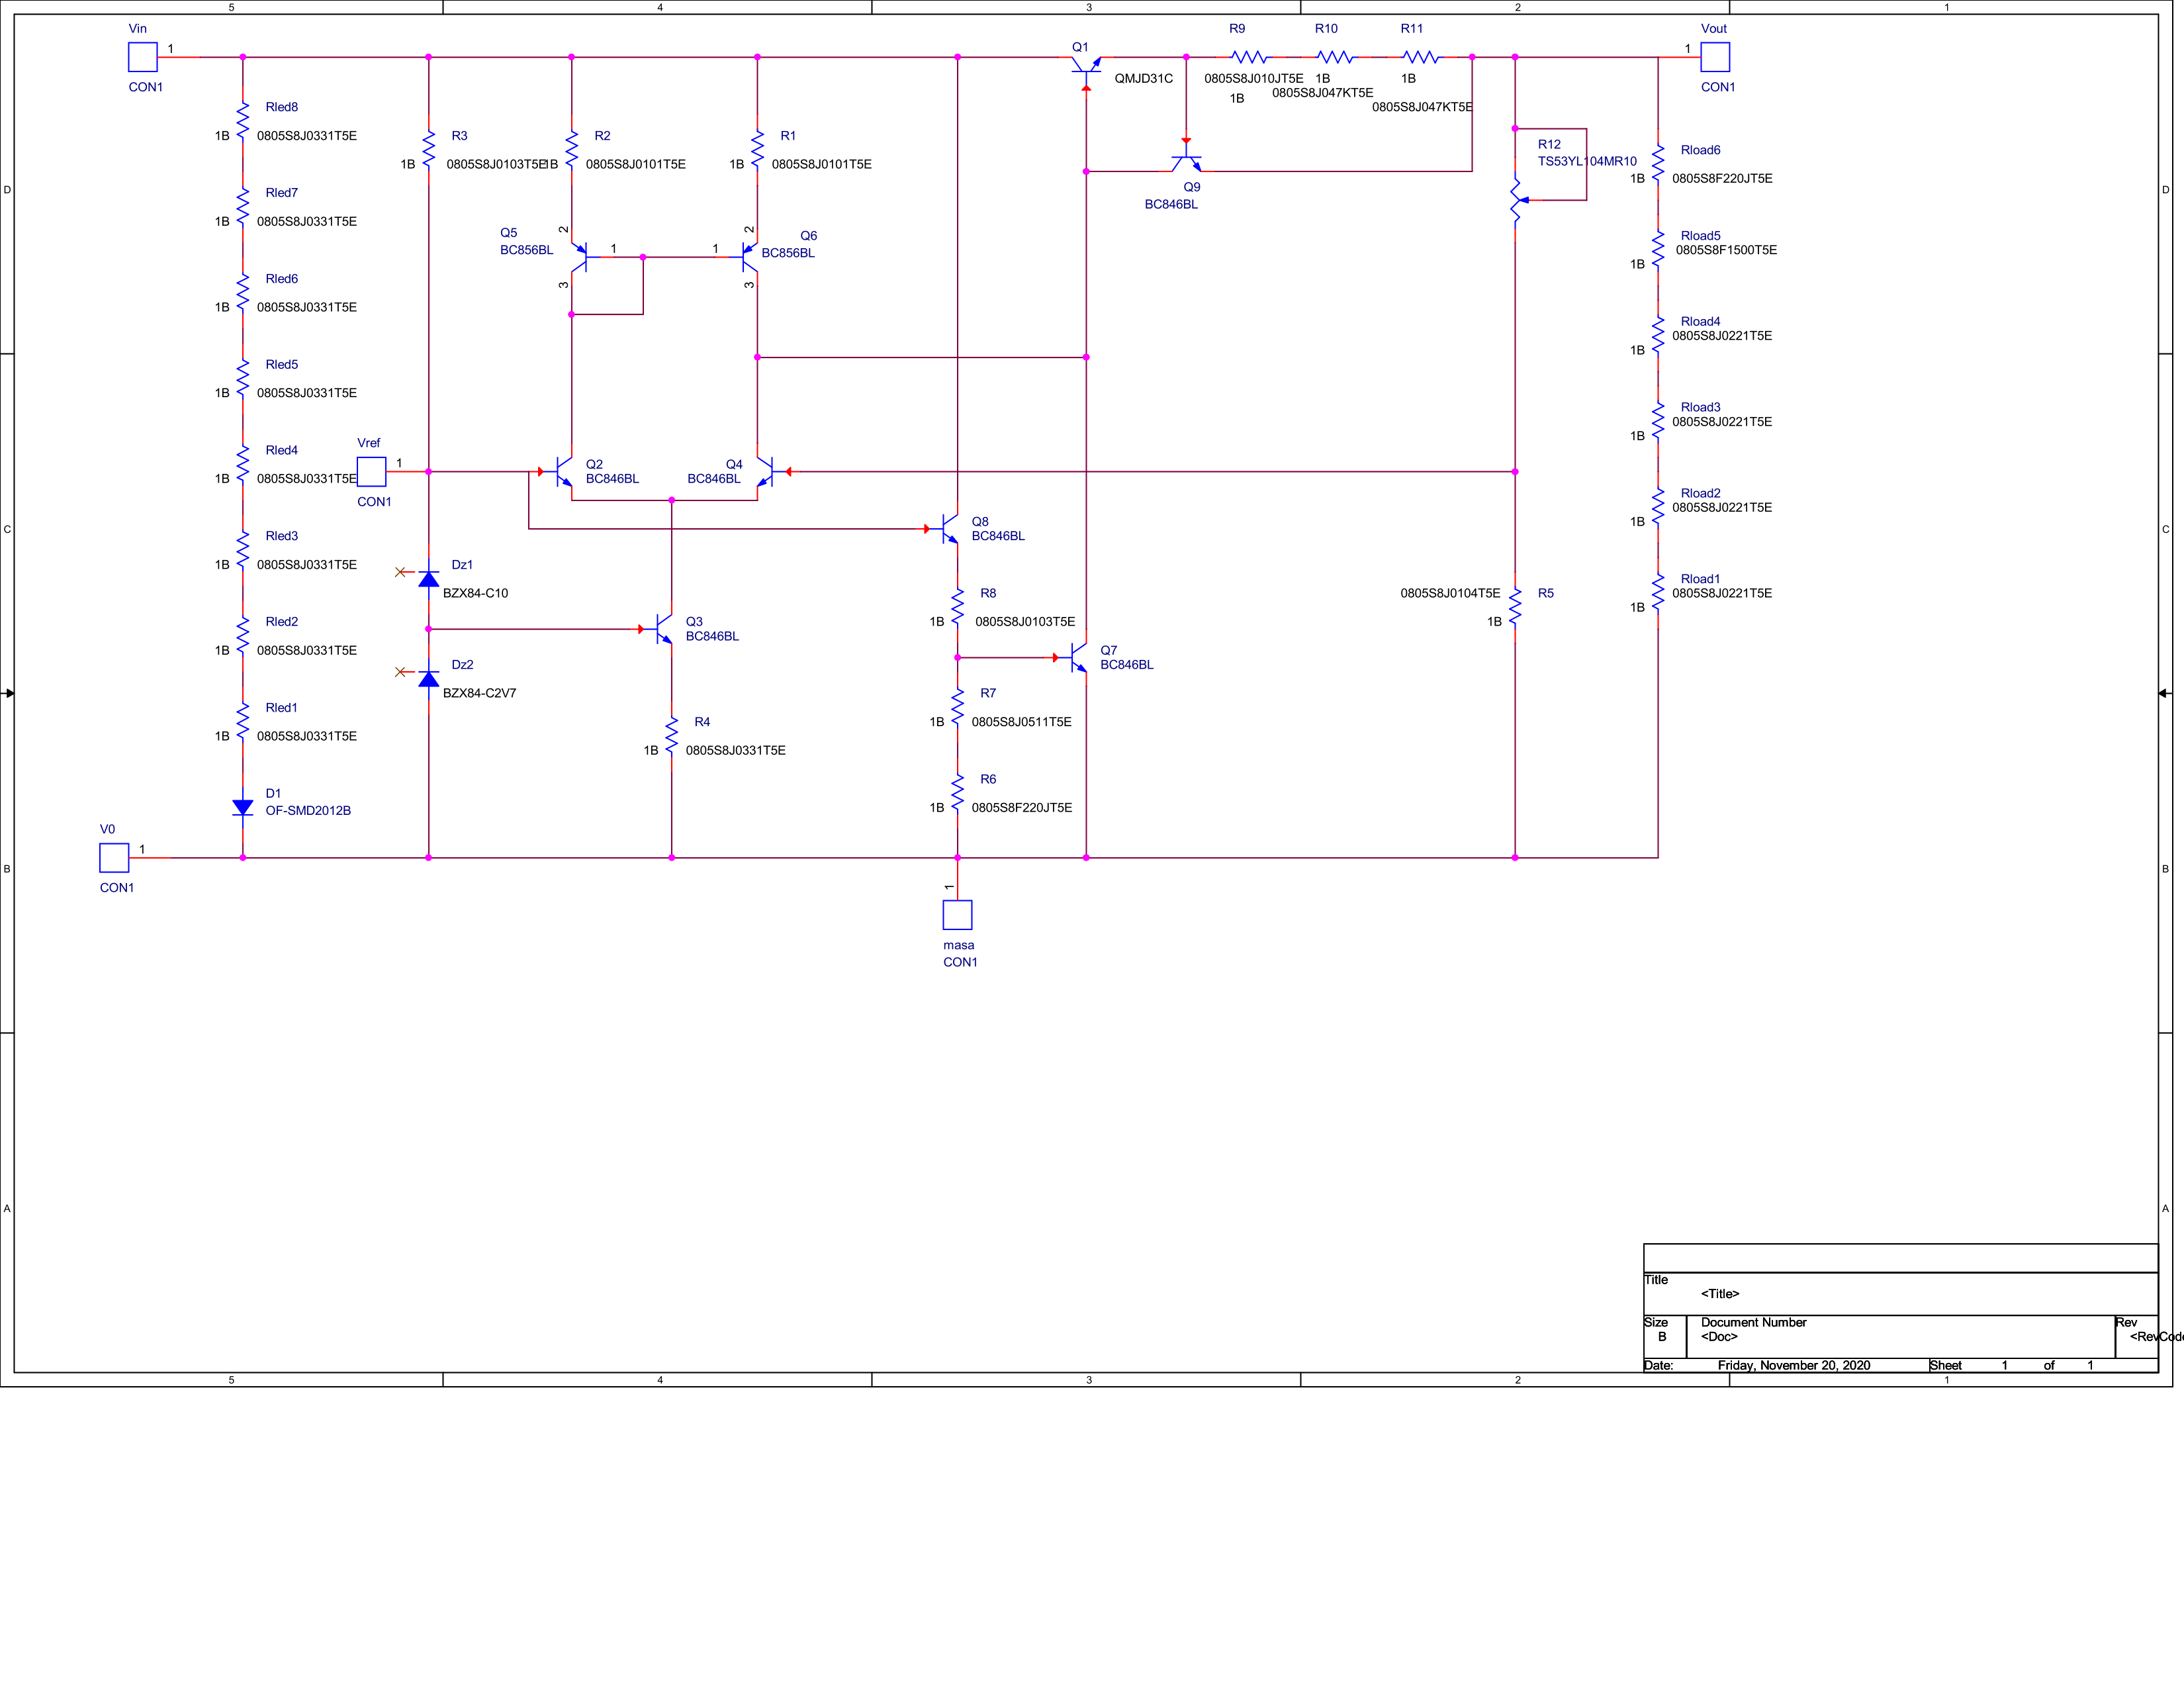 5
4
3
2
1
Vin
1
CON1
Q1
QMJD31C
R9
0805S8J010JT5E
1B
R10
1B
0805S8J047KT5E
R11
1B
0805S8J047KT5E
Vout
1
CON1
Rled8
1B
0805S8J0331T5E
R3
1B
0805S8J0103T5E
R2
1B
0805S8J0101T5E
R1
1B
0805S8J0101T5E
R12
TS53YL104MR10
Rload6
1B
0805S8F220JT5E
D
D
Rled7
1B
0805S8J0331T5E
Q9
BC846BL
Q5
BC856BL
2
1
3
Q6
BC856BL
2
1
3
Rload5
1B
0805S8F1500T5E
Rled6
1B
0805S8J0331T5E
Rload4
1B
0805S8J0221T5E
Rled5
1B
0805S8J0331T5E
Rload3
1B
0805S8J0221T5E
Rled4
1B
0805S8J0331T5E
Vref
1
CON1
Q2
BC846BL
Q4
BC846BL
Rload2
1B
0805S8J0221T5E
C
C
Rled3
1B
0805S8J0331T5E
Q8
BC846BL
Dz1
BZX84-C10
R8
1B
0805S8J0103T5E
0805S8J0104T5E
R5
1B
Rload1
1B
0805S8J0221T5E
Rled2
1B
0805S8J0331T5E
Q3
BC846BL
Dz2
BZX84-C2V7
Q7
BC846BL
Rled1
1B
0805S8J0331T5E
R4
1B
0805S8J0331T5E
R7
1B
0805S8J0511T5E
D1
OF-SMD2012B
R6
1B
0805S8F220JT5E
V0
1
CON1
B
B
1
masa
CON1
A
A
Title
<Title>
Size
B
Document Number
<Doc>
Rev
<RevCode
Date:
Friday, November 20, 2020
Sheet
1
of
1
5
4
3
2
1